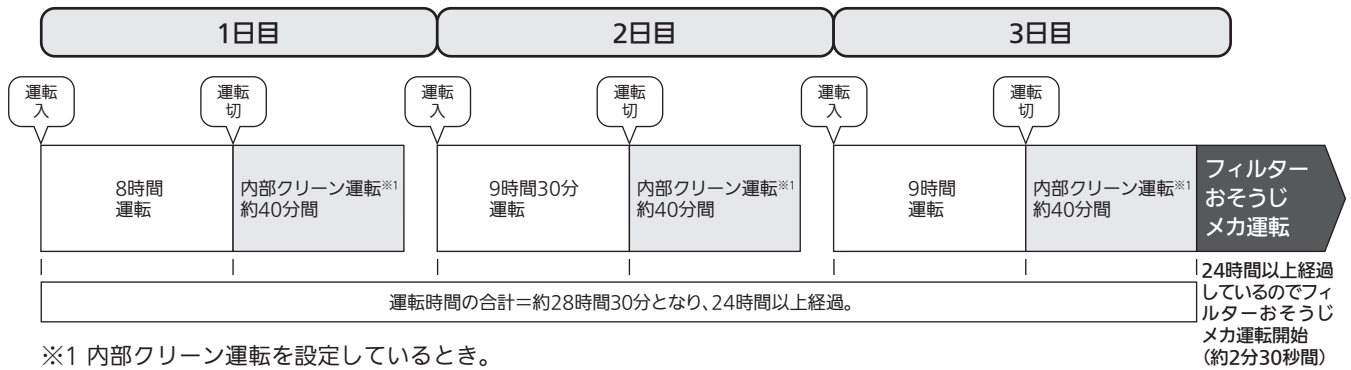 1日目
2日目
3日目
運転
入
運転
切
運転
入
運転
切
運転
入
運転
切
8時間
運転
内部クリーン運転※1
約40分間
9時間30分
運転
内部クリーン運転※1
約40分間
9時間
運転
内部クリーン運転※1
約40分間
フィルター
おそうじ
メカ運転
運転時間の合計＝約28時間30分となり、24時間以上経過。
24時間以上経過
しているのでフィ
ルターおそうじ
メカ運転開始
（約2分30秒間）
※1 内部クリーン運転を設定しているとき。